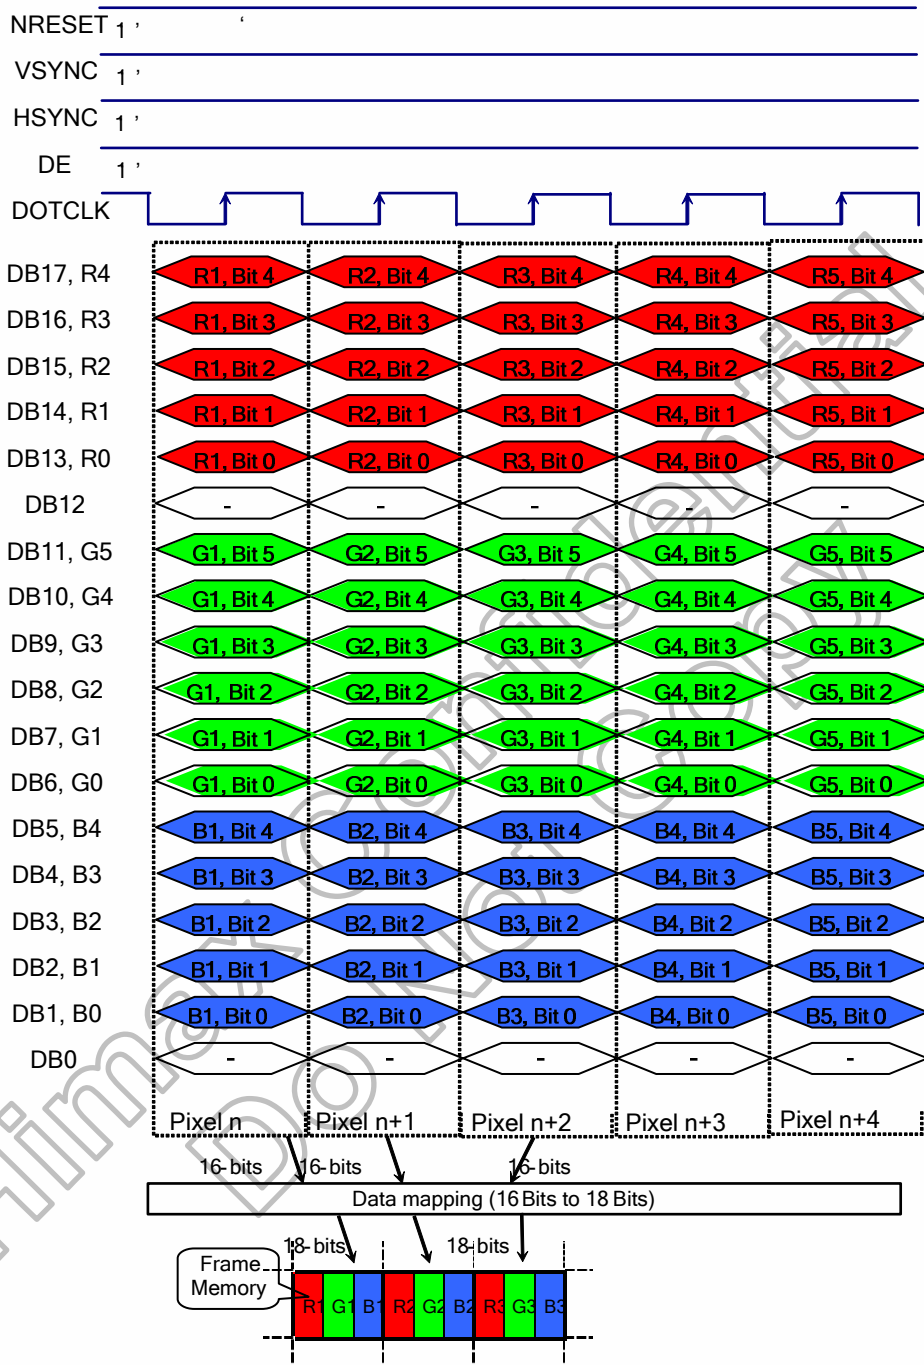 NRESET 1 ’ ‘
VSYNC 1 ’
HSYNC 1 ’
DE 1 ’
DOTCLK
DB17, R4 R1, Bit 4 R2, Bit 4 R3, Bit 4 R4, Bit 4 R5, Bit 4
DB16, R3 R1, Bit 3 R2, Bit 3 R3, Bit 3 R4, Bit 3 R5, Bit 3
DB15, R2 R1, Bit 2 R2, Bit 2 R3, Bit 2 R4, Bit 2 R5, Bit 2
DB14, R1 R1, Bit 1 R2, Bit 1 R3, Bit 1 R4, Bit 1 R5, Bit 1
DB13, R0 R1, Bit 0 R2, Bit 0 R3, Bit 0 R4, Bit 0 R5, Bit 0
DB12 - - - - -
DB11, G5 G1, Bit 5 G2, Bit 5 G3, Bit 5 G4, Bit 5 G5, Bit 5
DB10, G4 G1, Bit 4 G2, Bit 4 G3, Bit 4 G4, Bit 4 G5, Bit 4
DB9, G3 G1, Bit 3 G2, Bit 3 G3, Bit 3 G4, Bit 3 G5, Bit 3
DB8, G2 G1, Bit 2 G2, Bit 2 G3, Bit 2 G4, Bit 2 G5, Bit 2
DB7, G1 G1, Bit 1 G2, Bit 1 G3, Bit 1 G4, Bit 1 G5, Bit 1
DB6, G0 G1, Bit 0 G2, Bit 0 G3, Bit 0 G4, Bit 0 G5, Bit 0
DB5, B4 B1, Bit 4 B2, Bit 4 B3, Bit 4 B4, Bit 4 B5, Bit 4
DB4, B3 B1, Bit 3 B2, Bit 3 B3, Bit 3 B4, Bit 3 B5, Bit 3
DB3, B2 B1, Bit 2 B2, Bit 2 B3, Bit 2 B4, Bit 2 B5, Bit 2
DB2, B1 B1, Bit 1 B2, Bit 1 B3, Bit 1 B4, Bit 1 B5, Bit 1
DB1, B0 B1, Bit 0 B2, Bit 0 B3, Bit 0 B4, Bit 0 B5, Bit 0
DB0 - - - - -
Pixel n Pixel n+1 Pixel n+2 Pixel n+3 Pixel n+4
16-bits 16-bits 16-bits
Data mapping (16 Bits to 18 Bits)
18-bits 18-bits
Frame
Memory
R1 G1 B1 R2 G2 B2 R3 G3 B3
Himax Confidential
Do Not Copy